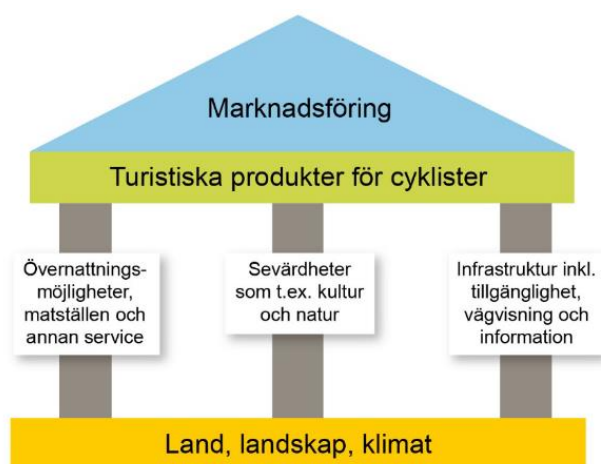 Marknadsföring
Turistiska produkter för cyklister
Övernattnings-
möjligheter,
matställen och
annan service
Sevärdheter
som t.ex. kultur
och natur
Infrastruktur inkl.
tillgänglighet,
vägvisning och
information
Land, landskap, klimat